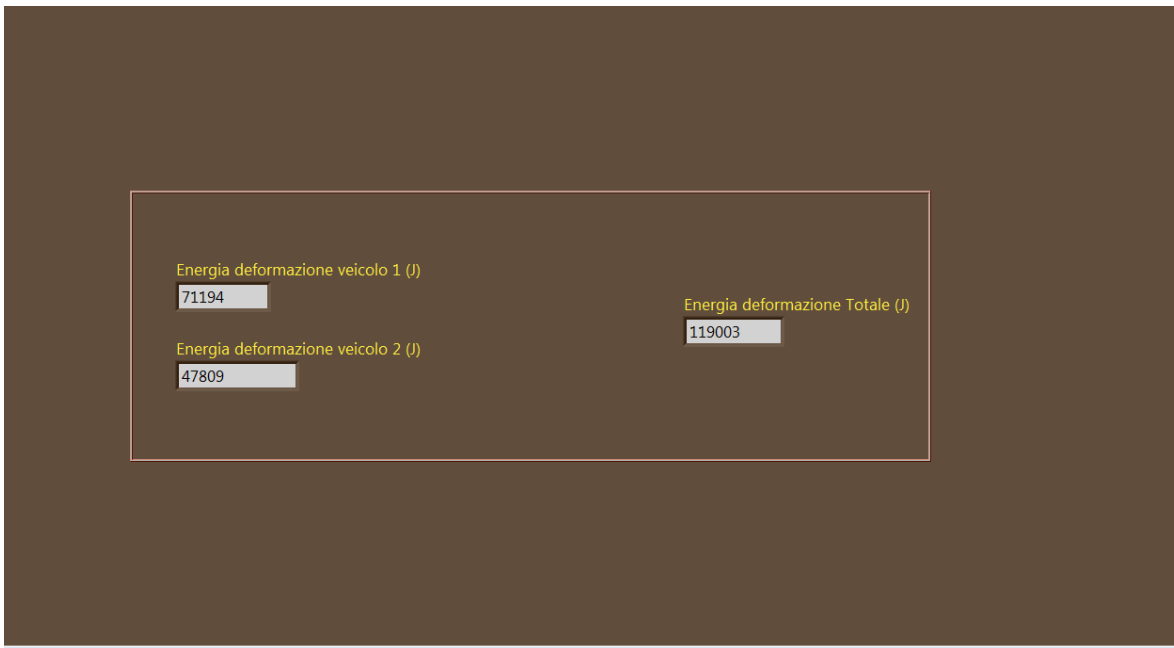 Energia deformazione veicolo 1 (J)
71194
Energia deformazione veicolo 2 (J)
47809
Energia deformazione Totale (J)
119003